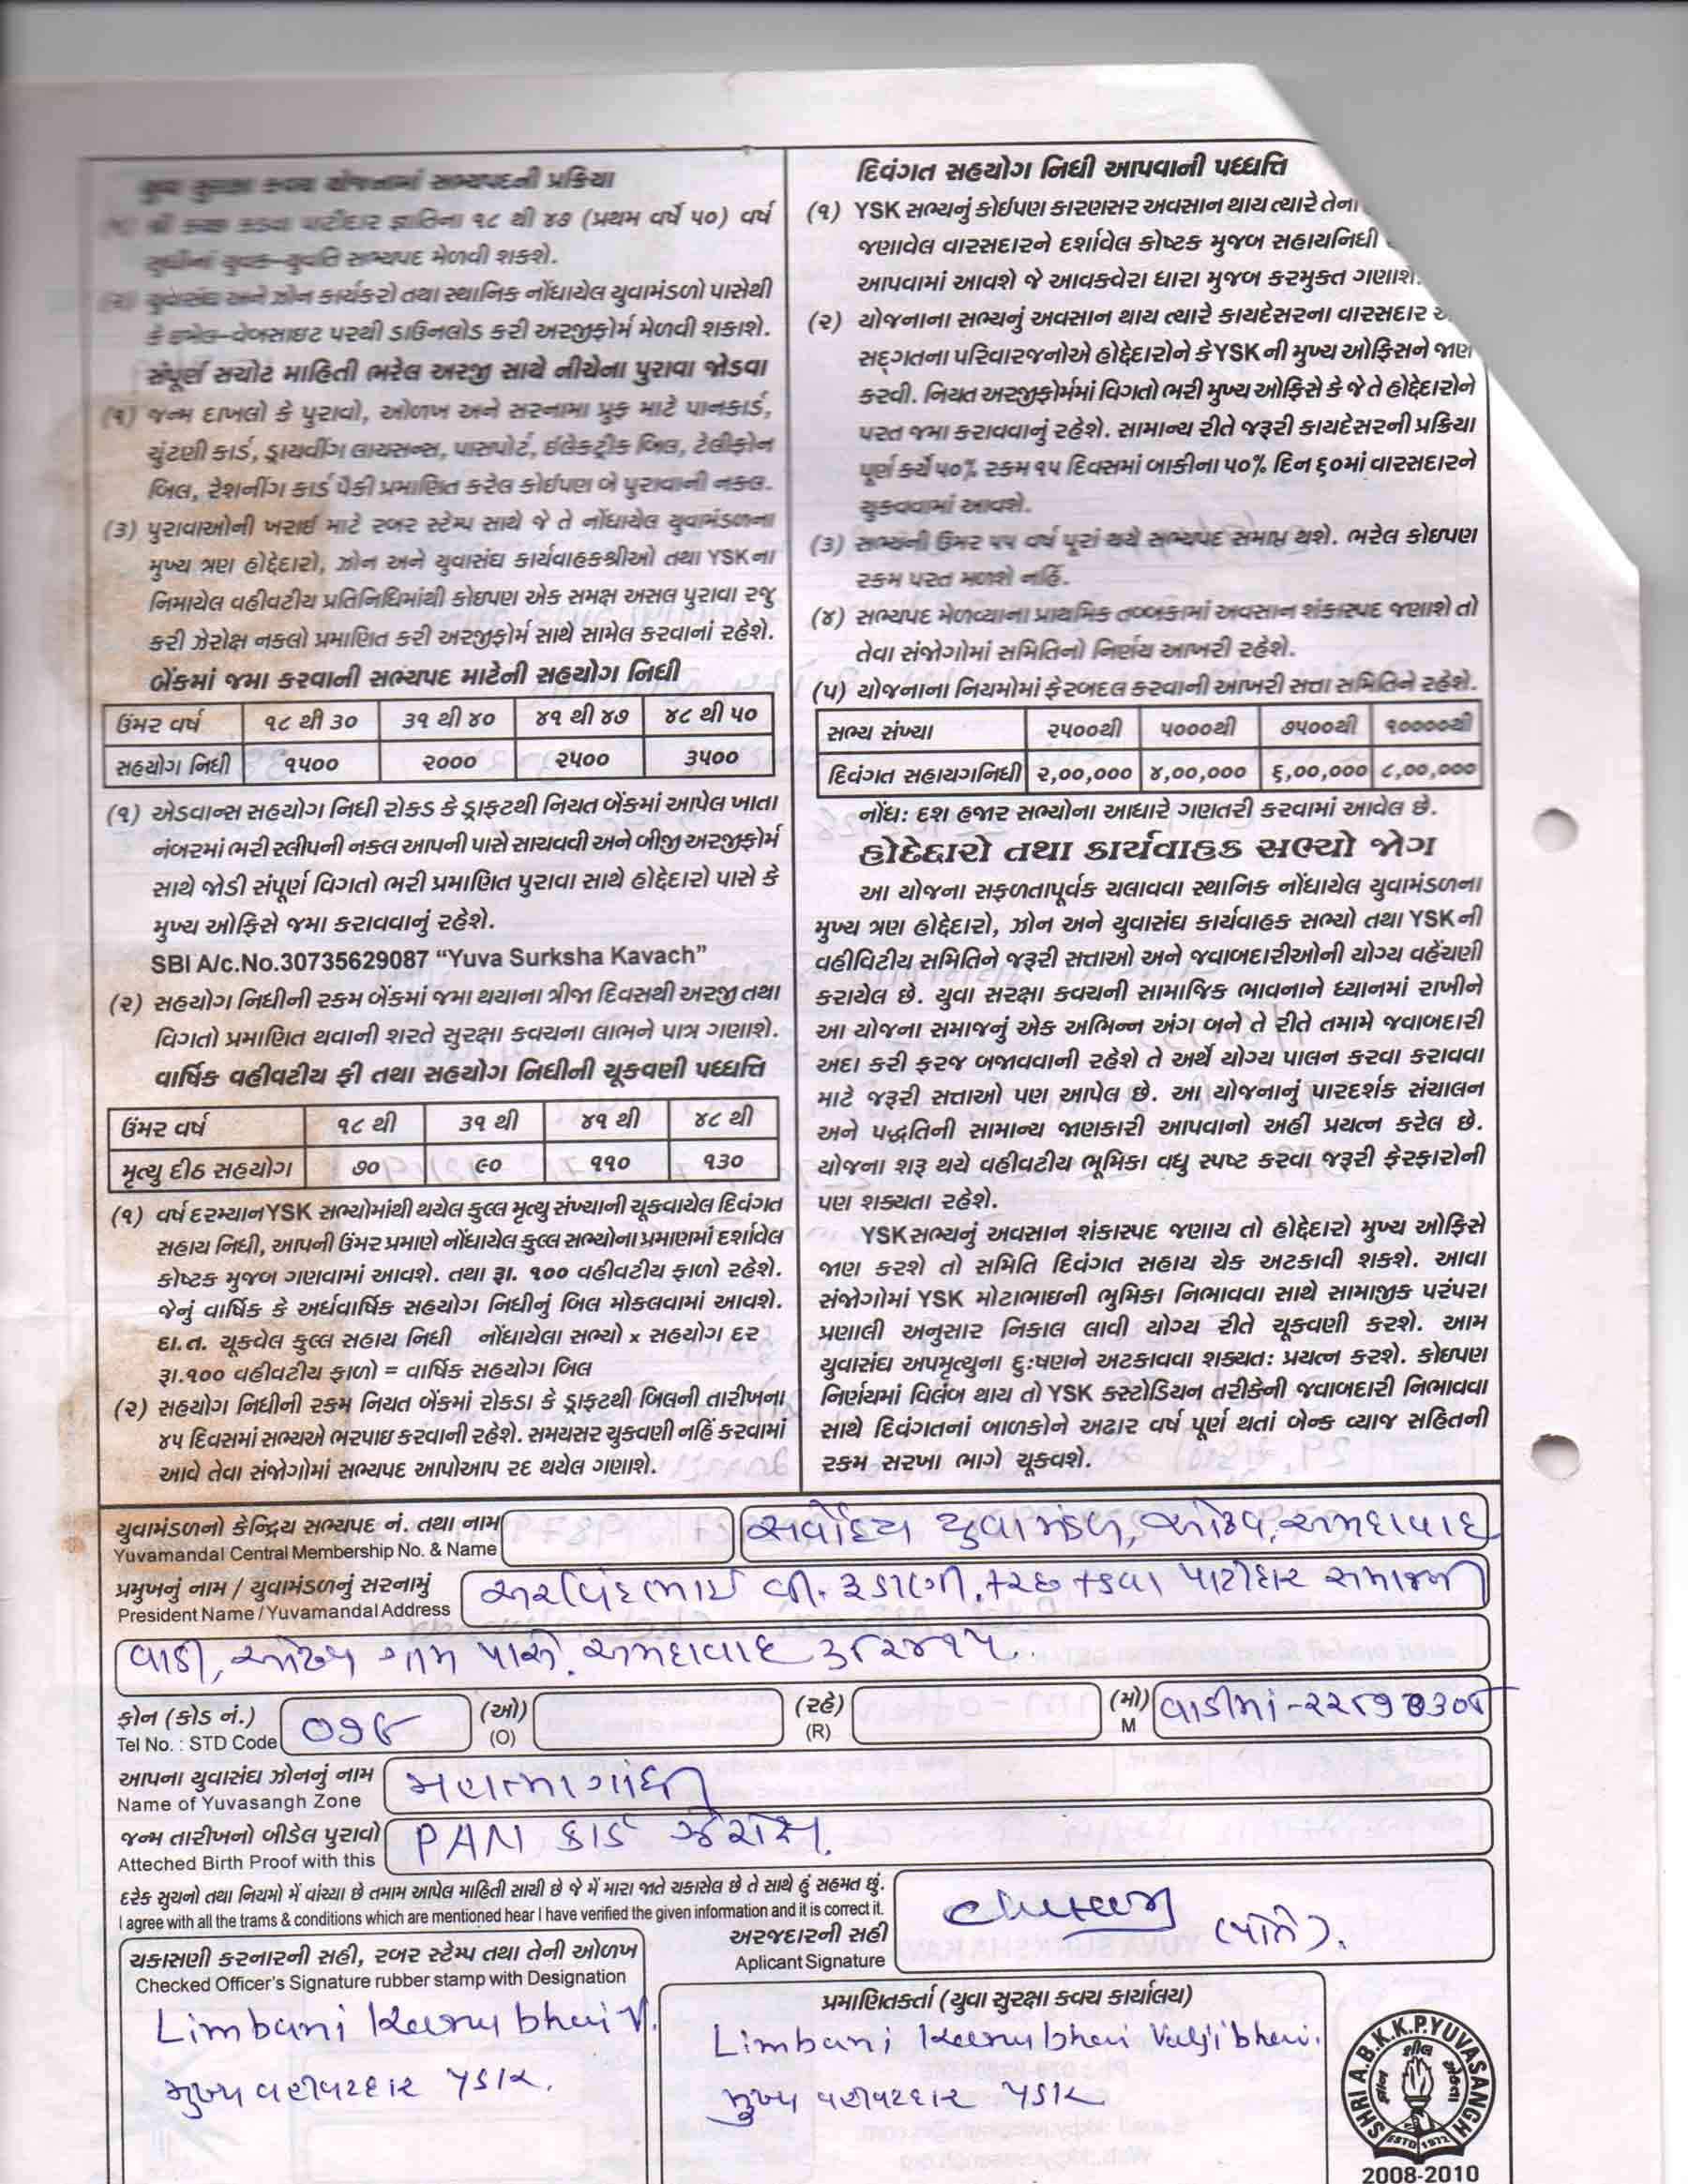 યુવા સુરક્ષા કવચ યોજનામાં સભ્યપદની પ્રક્રિયા
(૧) શ્રી કચ્છ કડવા પાટીદાર જ્ઞાતિના ૧૮ થી ૪૭ (પ્રથમ વર્ષે ૫૦) વર્ષ
સુધીનાં યુવક–યુવતિ સભ્યપદ મેળવી શકશે.
(૨) યુવાસંઘ અને ઝોન કાર્યકરો તથા સ્થાનિક નોંધાયેલ યુવામંડળો પાસેથી
કે ઇમેલ–વેબસાઇટ પરથી ડાઉનલોડ કરી અરજીફોર્મ મેળવી શકાશે.
સંપૂર્ણ સચોટ માહિતી ભરેલ અરજી સાથે નીચેના પુરાવા જોડવા
(૧) જન્મ દાખલો કે પુરાવો, ઓળખ અને સરનામા પ્રુફ માટે પાનકાર્ડ,
ચુંટણી કાર્ડ, ડ્રાયવીંગ લાયસન્સ, પાસપોર્ટ, ઇલેક્ટ્રીક બિલ, ટેલીફોન
બિલ, રેશનીંગ કાર્ડ પૈકી પ્રમાણિત કરેલ કોઈપણ બે પુરાવાની નકલ.
(૩) પુરાવાઓની ખરાઈ માટે રબર સ્ટેમ્પ સાથે જે તે નોંધાયેલ યુવામંડળના
મુખ્ય ત્રણ હોદ્દેદારો, ઝોન અને યુવાસંઘ કાર્યવાહકશ્રીઓ તથા YSKના
નિમાયેલ વહીવટીય પ્રતિનિધિમાંથી કોઇપણ એક સમક્ષ અસલ પુરાવા રજુ
કરી ઝેરોક્ષ નકલો પ્રમાણિત કરી અરજીફોર્મ સાથે સામેલ કરવાનાં રહેશે.
બેંકમાં જમા કરવાની સભ્યપદ માટેની સહયોગ નિધી
ઉંમર વર્ષ ૧૮ થી ૩૦ ૩૧ થી ૪૦ ૪૧ થી ૪૭ ૪૮ થી ૫૦
સહયોગ નિધી ૧૫૦૦ ૨૦૦૦ ૨૫૦૦ ૩૫૦૦
(૧) એડવાન્સ સહયોગ નિધી રોકડ કે ડ્રાફટથી નિયત બેંકમાં આપેલ ખાતા
નંબરમાં ભરી સ્લીપની નકલ આપની પાસે સાચવવી અને બીજી અરજીફોર્મ
સાથે જોડી સંપૂર્ણ વિગતો ભરી પ્રમાણિત પુરાવા સાથે હોદ્દેદારો પાસે કે
મુખ્ય ઓફિસે જમા કરાવવાનું રહેશે.
SBI A/c.No.30735629087 “Yuva Surksha Kavach”
(૨) સહયોગ નિધીની રકમ બેંકમાં જમા થયાના ત્રીજા દિવસથી અરજી તથા
વિગતો પ્રમાણિત થવાની શરતે સુરક્ષા કવચના લાભને પાત્ર ગણાશે.
વાર્ષિક વહીવટીય ફી તથા સહયોગ નિધીની ચૂકવણી પધ્ધત્તિ
ઉંમર વર્ષ ૧૮ થી ૩૧ થી ૪૧ થી ૪૮ થી
મૃત્યુ દીઠ સહયોગ ૭૦ ૯૦ ૧૧૦ ૧૩૦
(૧) વર્ષ દરમ્યાન YSK સભ્યોમાંથી થયેલ કુલ્લ મૃત્યુ સંખ્યાની ચૂકવાયેલ દિવંગત
સહાય નિધી, આપની ઉંમર પ્રમાણે નોંધાયેલ કુલ્લ સભ્યોના પ્રમાણમાં દર્શાવેલ
કોષ્ટક મુજબ ગણવામાં આવશે. તથા રૂા. ૧૦૦ વહીવટીય ફાળો રહેશે.
જેનું વાર્ષિક કે અર્ધવાર્ષિક સહયોગ નિધીનું બિલ મોકલવામાં આવશે.
દા.ત. ચૂકવેલ કુલ્લ સહાય નિધી નોંધાયેલા સભ્યો x સહયોગ દર
રૂા.૧૦૦ વહીવટીય ફાળો = વાર્ષિક સહયોગ બિલ
(૨) સહયોગ નિધીની રકમ નિયત બેંકમાં રોકડા કે ડ્રાફટથી બિલની તારીખના
૪૫ દિવસમાં સભ્યએ ભરપાઇ કરવાની રહેશે. સમયસર ચુકવણી નહિં કરવામાં
આવે તેવા સંજોગોમાં સભ્યપદ આપોઆપ રદ થયેલ ગણાશે.
દિવંગત સહયોગ નિધી આપવાની પધ્ધત્તિ
(૧) YSK સભ્યનું કોઈપણ કારણસર અવસાન થાય ત્યારે તેના
જણાવેલ વારસદારને દર્શાવેલ કોષ્ટક મુજબ સહાયનિધી
આપવામાં આવશે જે આવકવેરા ધારા મુજબ કરમુક્ત ગણાશે.
(૨) યોજનાના સભ્યનું અવસાન થાય ત્યારે કાયદેસરના વારસદાર
સદ્ગતના પરિવારજનોએ હોદ્દેદારોને કે YSK ની મુખ્ય ઓફિસને જાણ
કરવી. નિયત અરજીફોર્મમાં વિગતો ભરી મુખ્ય ઓફિસે કે જે તે હોદ્દેદારોને
પરત જમા કરાવવાનું રહેશે. સામાન્ય રીતે જરૂરી કાયદેસરની પ્રક્રિયા
પૂર્ણ કર્યે ૫૦% રકમ ૧૫ દિવસમાં બાકીના ૫૦% દિન ૬૦માં વારસદારને
ચુકવવામાં આવશે.
(૩) સભ્યની ઉંમર ૫૫ વર્ષ પૂરાં થયે સભ્યપદ સમાપ્ત થશે. ભરેલ કોઇપણ
રકમ પરત મળશે નહિં.
(૪) સભ્યપદ મેળવ્યાના પ્રાથમિક તબ્બકામાં અવસાન શંકાસ્પદ જણાશે તો
તેવા સંજોગોમાં સમિતિનો નિર્ણય આખરી રહેશે.
(૫) યોજનાના નિયમોમાં ફેરબદલ કરવાની આખરી સત્તા સમિતિને રહેશે.
સભ્ય સંખ્યા ૨૫૦૦થી ૫૦૦૦થી ૭૫૦૦થી ૧૦૦૦૦થી
દિવંગત સહાયગનિધી ૨,૦૦,૦૦૦ ૪,૦૦,૦૦૦ ૬,૦૦,૦૦૦ ૮,૦૦,૦૦૦
નોંધ: દશ હજાર સભ્યોના આધારે ગણતરી કરવામાં આવેલ છે.
હોદ્દેદારો તથા કાર્યવાહક સભ્યો જોગ
આ યોજના સફળતાપૂર્વક ચલાવવા સ્થાનિક નોંધાયેલ યુવામંડળના
મુખ્ય ત્રણ હોદ્દેદારો, ઝોન અને યુવાસંઘ કાર્યવાહક સભ્યો તથા YSK ની
વહીવિટીય સમિતિને જરૂરી સત્તાઓ અને જવાબદારીઓની યોગ્ય વહેંચણી
કરાયેલ છે. યુવા સરક્ષા કવચની સામાજિક ભાવનાને ધ્યાનમાં રાખીને
આ યોજના સમાજનું એક અભિન્ન અંગ બને તે રીતે તમામે જવાબદારી
અદા કરી ફરજ બજાવવાની રહેશે તે અર્થે યોગ્ય પાલન કરવા કરાવવા
માટે જરૂરી સત્તાઓ પણ આપેલ છે. આ યોજનાનું પારદર્શક સંચાલન
અને પદ્ધતિની સામાન્ય જાણકારી આપવાનો અહીં પ્રયત્ન કરેલ છે.
યોજના શરૂ થયે વહીવટીય ભૂમિકા વધુ સ્પષ્ટ કરવા જરૂરી ફેરફારોની
પણ શક્યતા રહેશે.
YSK સભ્યનું અવસાન શંકાસ્પદ જણાય તો હોદ્દેદારો મુખ્ય ઓફિસે
જાણ કરશે તો સમિતિ દિવંગત સહાય ચેક અટકાવી શકશે. આવા
સંજોગોમાં YSK મોટાભાઇની ભુમિકા નિભાવવા સાથે સામાજીક પરંપરા
પ્રણાલી અનુસાર નિકાલ લાવી યોગ્ય રીતે ચૂકવણી કરશે. આમ
યુવાસંઘ અપમૃત્યુના દુ:ષણને અટકાવવા શક્યત: પ્રયત્ન કરશે. કોઇપણ
નિર્ણયમાં વિલંબ થાય તો YSK કસ્ટોડિયન તરીકેની જવાબદારી નિભાવવા
સાથે દિવંગતનાં બાળકોને અઢાર વર્ષ પૂર્ણ થતાં બેન્ક વ્યાજ સહિતની
રકમ સરખા ભાગે ચૂકવશે.
યુવામંડળનો કેન્દ્રિય સભ્યપદ નં. તથા નામ
Yuvamandal Central Membership No. & Name
સર્વોદય યુવા મંડળ, ઓઢવ, અમદાવાદ
પ્રમુખનું નામ / યુવામંડળનું સરનામું
President Name / Yuvamandal Address
અરવિંદભાઈ વી. રૂડાણી, કચ્છ કડવા પાટીદાર સમાજની
વાડી, ઓઢવ ગામ પાસે, અમદાવાદ ૩૮૨૪૧૫.
ફોન (કોડ નં.) ૦૭૯ (ઓ) (રહે) (મો) વાડીમાં -
Tel No. : STD Code (O) (R) M
આપના યુવાસંઘ ઝોનનું નામ મહાત્માગાંધી
Name of Yuvasangh Zone
જન્મ તારીખનો બીડેલ પુરાવો PAN કાર્ડ ઝેરોક્ષ.
Atteched Birth Proof with this
દરેક સુચનો તથા નિયમો મેં વાંચ્યા છે તમામ આપેલ માહિતી સાચી છે જે મેં મારા જાતે ચકાસેલ છે તે સાથે હું સહમત છું.
I agree with all the trams & conditions which are mentioned hear I have verified the given information and it is correct it.
અરજદારની સહી
Aplicant Signature
(પોતે).
ચકાસણી કરનારની સહી, રબર સ્ટેમ્પ તથા તેની ઓળખ
Checked Officer's Signature rubber stamp with Designation
Limbani Kanubhai V.
મુખ્ય વહીવટદાર
પ્રમાણિતકર્તા (યુવા સુરક્ષા કવચ કાર્યાલય)
Limbani Kanubhai Valjibhai.
મુખ્ય વહીવટદાર
SHRI A.B.K.K.P.YUVASANGH
ESTD 1972
2008-2010